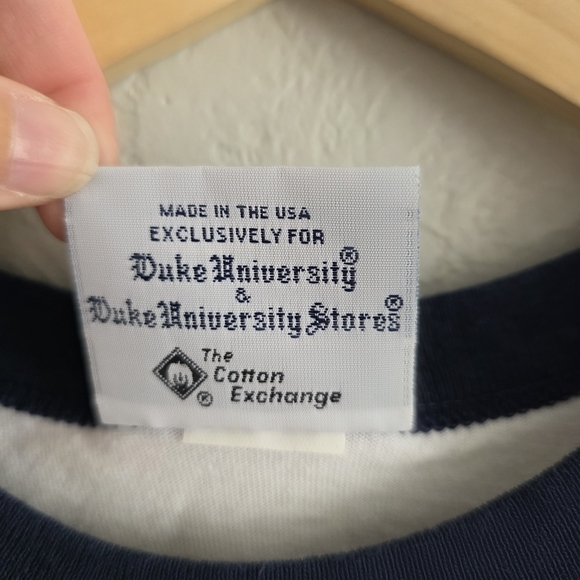 MADE IN THE USA
EXCLUSIVELY FOR
Duke University®
&
Duke University Stores®
The
Cotton
® Exchange